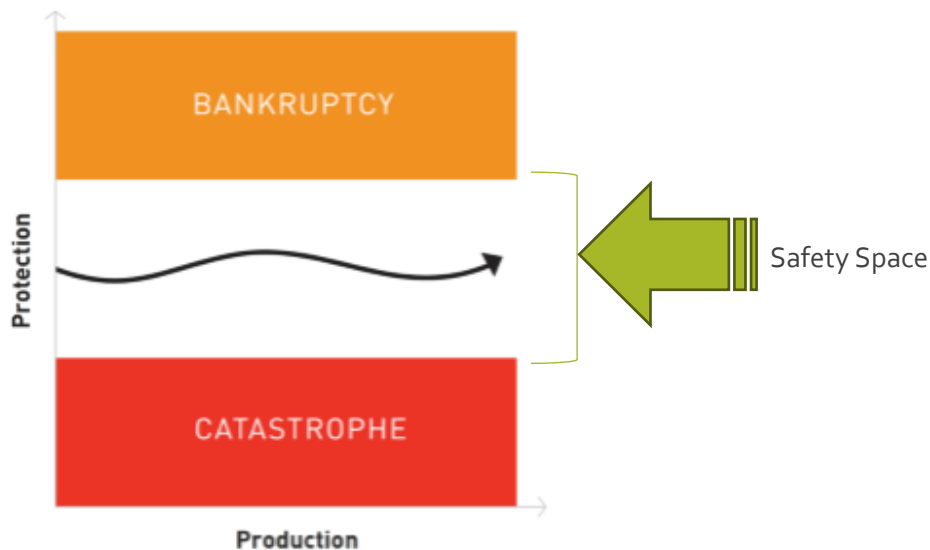 BANKRUPTCY
Protection
Safety Space
CATASTROPHE
Production